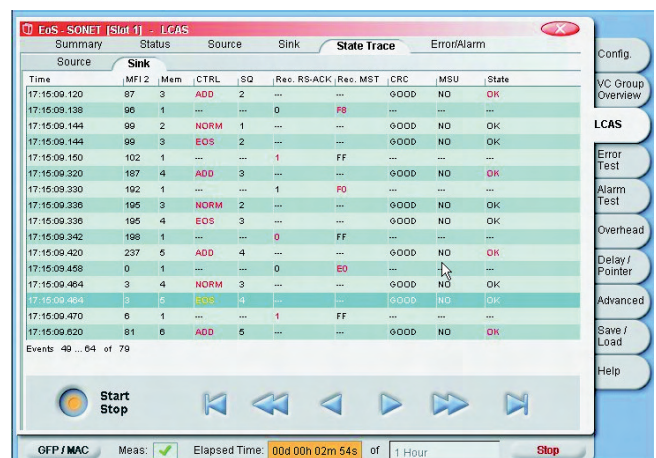 EoS - SONET [Slot 1] - LCAS
Summary Status Source Sink State Trace Error/Alarm
Source Sink
Time MFI2 Mem CTRL SQ Rec. RS-ACK Rec. MST CRC MSU State
17:15:09.120 87 3 ADD 2 --- --- GOOD NO OK
17:15:09.138 96 1 --- --- 0 F8 --- --- ---
17:15:09.144 99 2 NORM 1 --- --- GOOD NO OK
17:15:09.144 99 3 EOS 2 --- --- GOOD NO OK
17:15:09.150 102 1 --- --- 1 FF --- --- ---
17:15:09.320 187 4 ADD 3 --- --- GOOD NO OK
17:15:09.330 192 1 --- --- 1 F0 --- --- ---
17:15:09.336 195 3 NORM 2 --- --- GOOD NO OK
17:15:09.336 195 4 EOS 3 --- --- GOOD NO OK
17:15:09.342 198 1 --- --- 0 FF --- --- ---
17:15:09.420 237 5 ADD 4 --- --- GOOD NO OK
17:15:09.458 0 1 --- --- 0 E0 --- --- ---
17:15:09.464 3 4 NORM 3 --- --- GOOD NO OK
17:15:09.464 3 5 EOS 4 --- --- GOOD NO OK
17:15:09.470 6 1 --- --- 1 FF --- --- ---
17:15:09.620 81 6 ADD 5 --- --- GOOD NO OK
Events 49 ... 64 of 79
Start
Stop
GFP / MAC Meas: Elapsed Time: 00d 00h 02m 54s of 1 Hour Stop
Config.
VC Group
Overview
LCAS
Error
Test
Alarm
Test
Overhead
Delay /
Pointer
Advanced
Save /
Load
Help